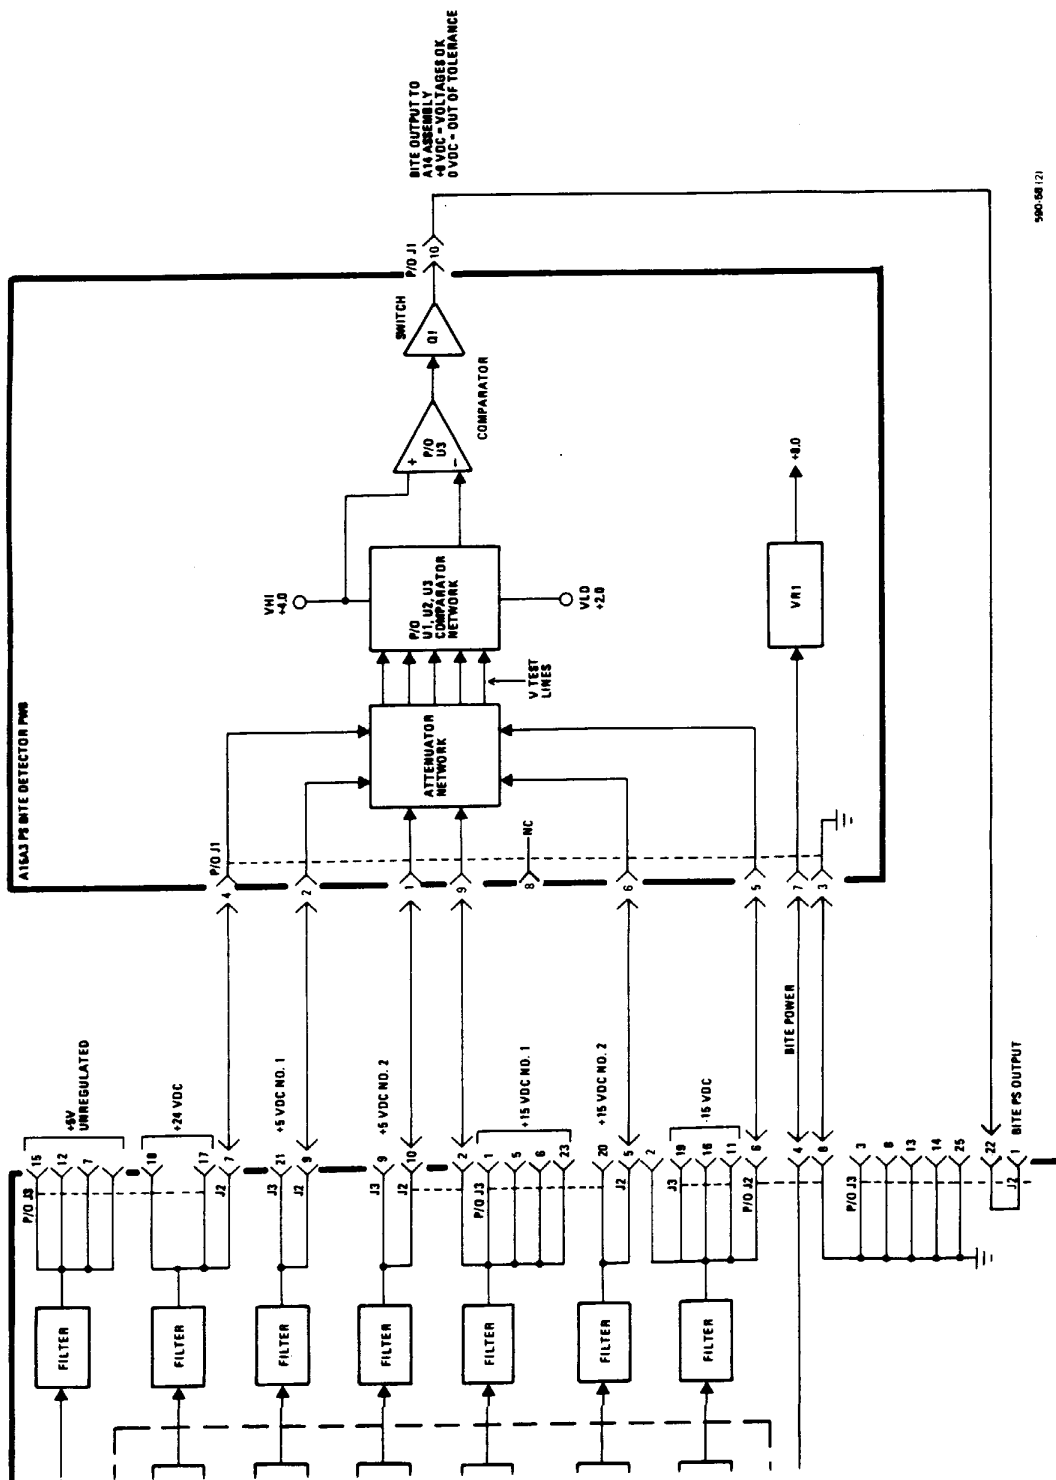 A15A3 PS BITE DETECTOR PWB
P/O J1
4
2
1
9
8
NC
6
5
7
3
ATTENUATOR
NETWORK
V TEST
LINES
P/O
U1, U2, U3
COMPARATOR
NETWORK
VHI
+4.0
VLO
+2.0
+
P/O
U3
−
COMPARATOR
SWITCH
Q1
P/O J1
10
VR1
+8.0
BITE OUTPUT TO
A14 ASSEMBLY
VDC = VOLTAGES OK
0 VDC = OUT OF TOLERANCE
FILTER
P/O J3
15
12
7
UNREGULATED
FILTER
18
17
7
J2
+24 VDC
FILTER
J3
21
9
J2
+5 VDC NO. 1
FILTER
J3
9
10
J2
+5 VDC NO. 2
FILTER
2
P/O J3
1
5
6
23
+15 VDC NO. 1
FILTER
20
5
J2
+15 VDC NO. 2
FILTER
2
J3
19
16
11
6
P/O J2
-15 VDC
4
8
BITE POWER
P/O J3
3
8
13
14
25
22
1
J2
BITE PS OUTPUT